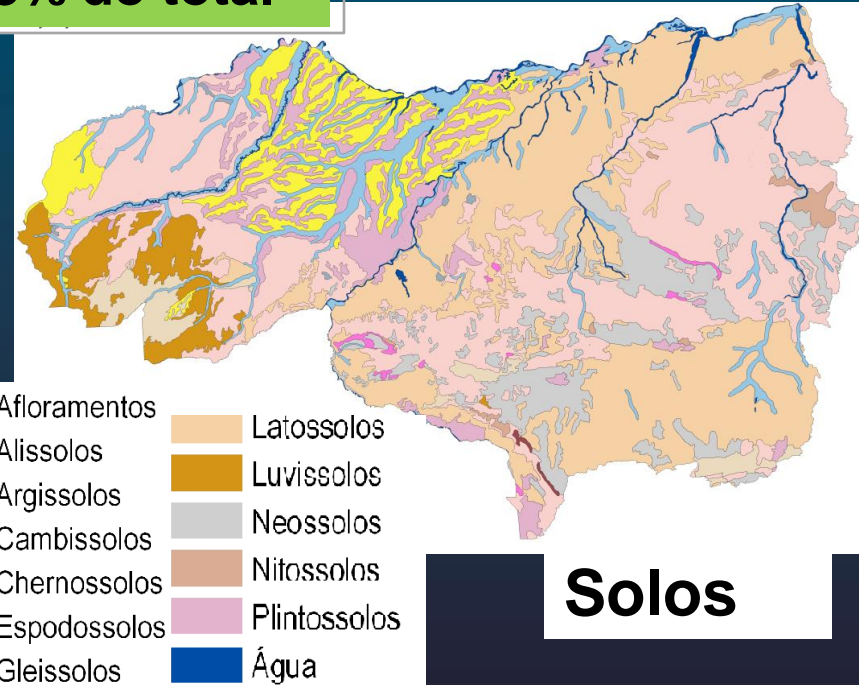 % do total
Afloramentos
Alissolos
Argissolos
Cambissolos
Chernossolos
Espodossolos
Gleissolos
Latossolos
Luvissolos
Neossolos
Nitossolos
Plintossolos
Água
Solos